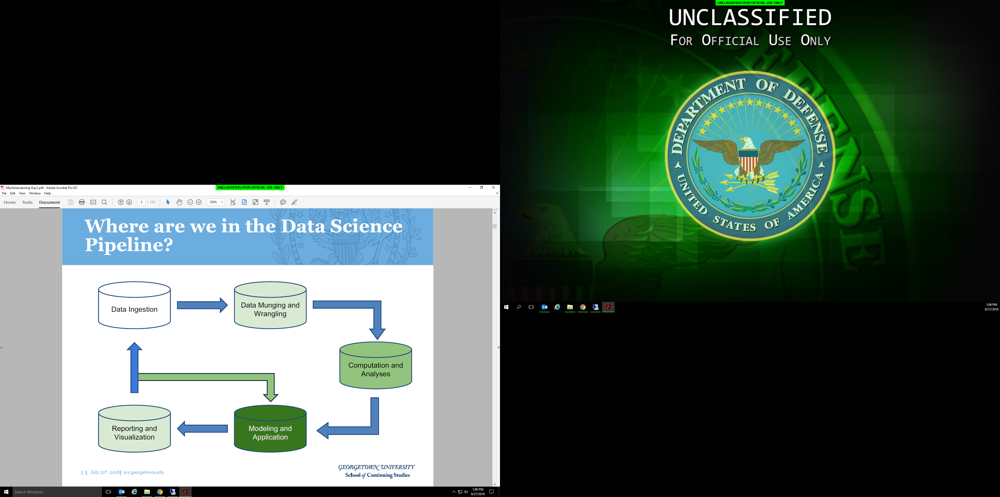 MachineLearning-Day2.pdf - Adobe Acrobat Pro DC
UNCLASSIFIED//FOR OFFICIAL USE ONLY
File Edit View Window Help
Home Tools Document
5 / 116
130%
Where are we in the Data Science
Pipeline?
Data Ingestion
Data Munging and
Wrangling
Computation and
Analyses
Modeling and
Application
Reporting and
Visualization
5 | July 21st, 2018| scs.georgetown.edu
GEORGETOWN UNIVERSITY
School of Continuing Studies
Search Windows
1:06 PM
8/27/2018
UNCLASSIFIED//FOR OFFICIAL USE ONLY
UNCLASSIFIED
FOR OFFICIAL USE ONLY
DEPARTMENT OF DEFENSE
UNITED STATES OF AMERICA
DEFENSE
1:06 PM
8/27/2018